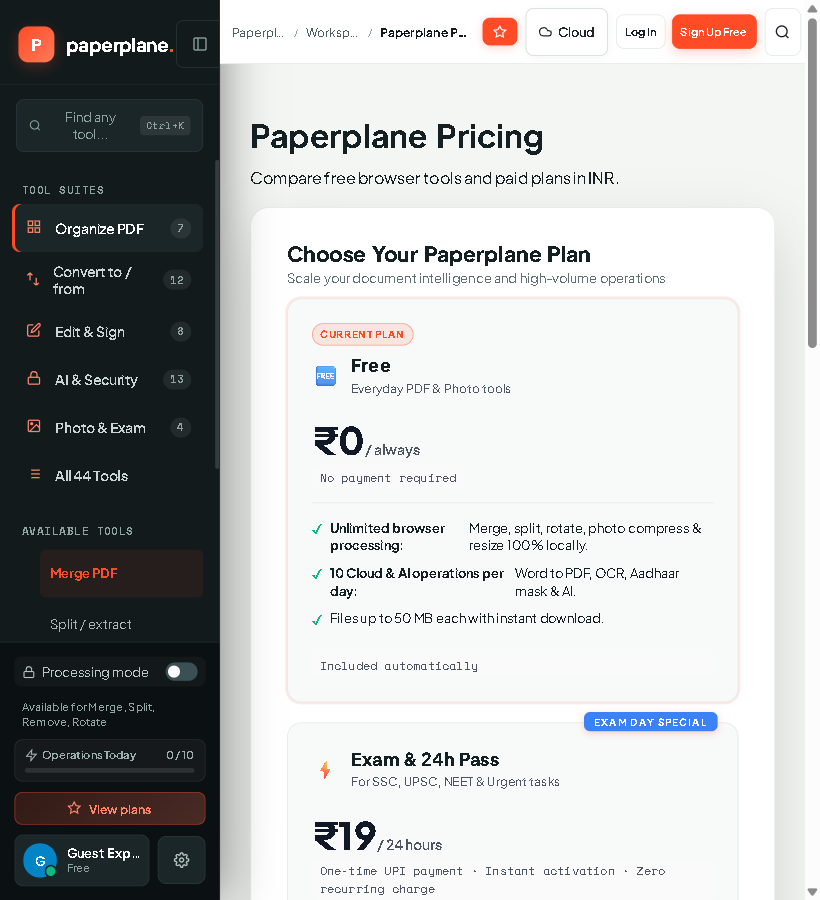 P paperplane.
Find any
tool...
Ctrl+K
TOOL SUITES
Organize PDF 7
Convert to /
from
12
Edit & Sign 8
AI & Security 13
Photo & Exam 4
All 44 Tools
AVAILABLE TOOLS
Merge PDF
Split / extract
Processing mode
Available for Merge, Split,
Remove, Rotate
Operations Today 0/10
View plans
G
Guest Exp...
Free
Paperpl... / Worksp... / Paperplane P...
Cloud
Log In
Sign Up Free
Paperplane Pricing
Compare free browser tools and paid plans in INR.
Choose Your Paperplane Plan
Scale your document intelligence and high-volume operations
CURRENT PLAN
FREE
Free
Everyday PDF & Photo tools
₹0 / always
No payment required
✓ Unlimited browser
processing:
Merge, split, rotate, photo compress &
resize 100% locally.
✓ 10 Cloud & AI operations per
day:
Word to PDF, OCR, Aadhaar
mask & AI.
✓ Files up to 50 MB each with instant download.
Included automatically
EXAM DAY SPECIAL
Exam & 24h Pass
For SSC, UPSC, NEET & Urgent tasks
₹19 / 24 hours
One-time UPI payment · Instant activation · Zero
recurring charge